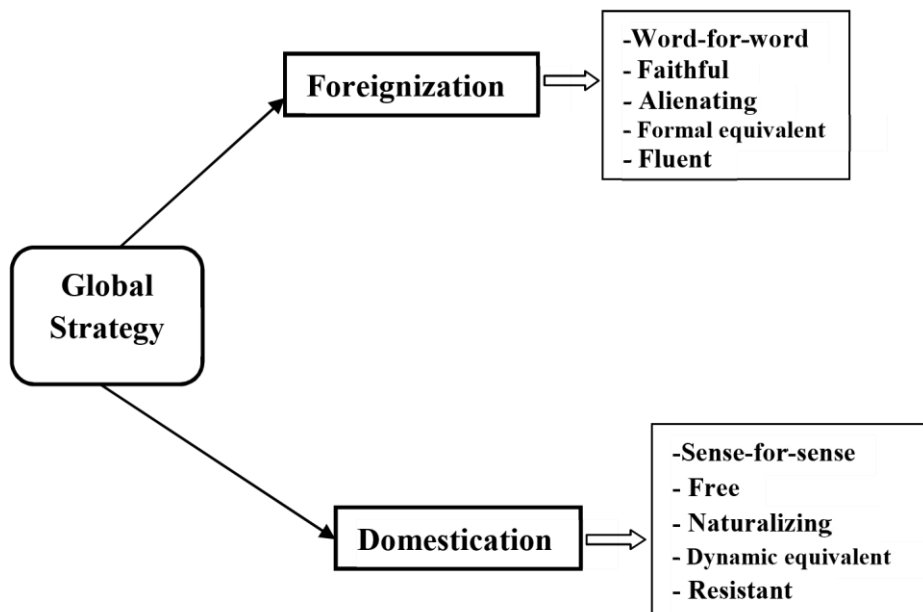 Foreignization
-Word-for-word
- Faithful
- Alienating
- Formal equivalent
- Fluent
Global
Strategy
Domestication
-Sense-for-sense
- Free
- Naturalizing
- Dynamic equivalent
- Resistant